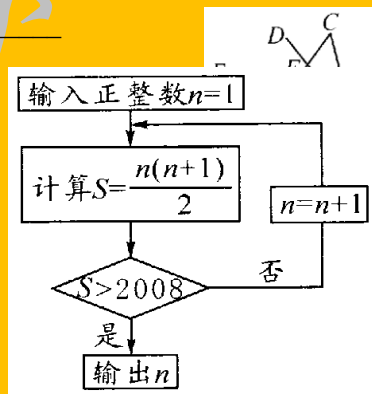 D
C
输入正整数n=1
计算S=n(n+1)/2
n=n+1
S>2008
否
是
输出n